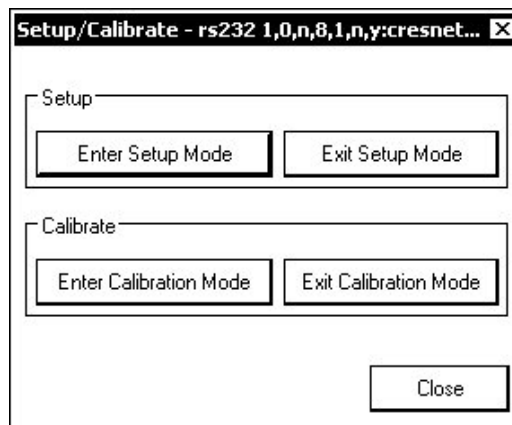 Setup/Calibrate - rs232 1,0,n,8,1,n,y:cresnet...
Setup
Enter Setup Mode Exit Setup Mode
Calibrate
Enter Calibration Mode Exit Calibration Mode
Close